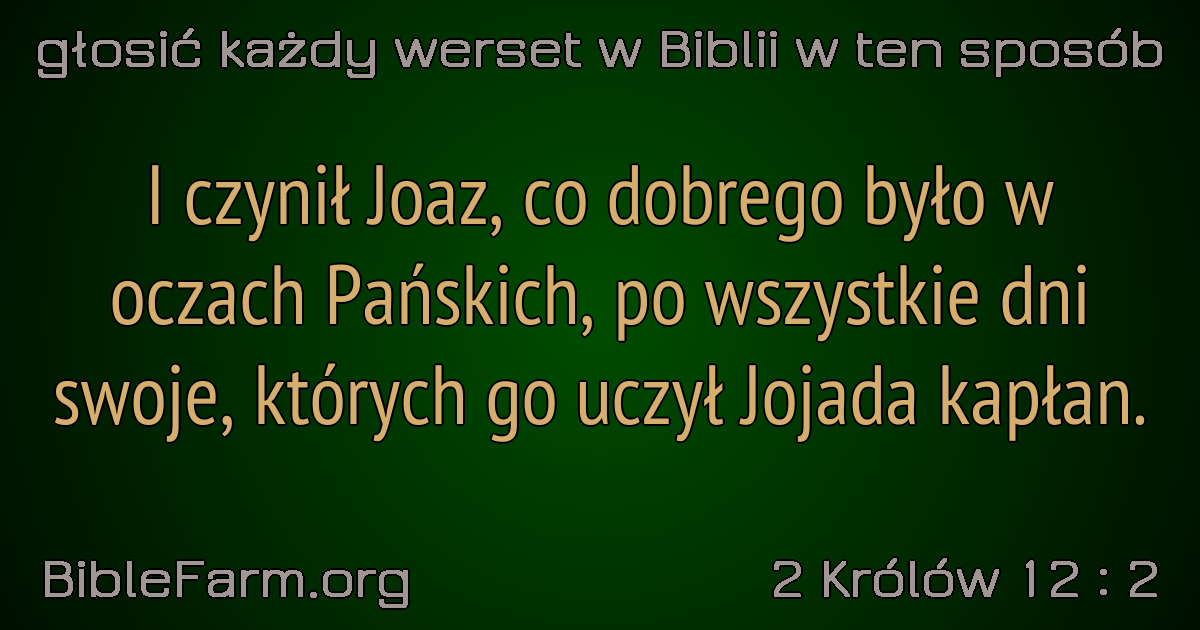 głosić każdy werset w Biblii w ten sposób
I czynił Joaz, co dobrego było w
oczach Pańskich, po wszystkie dni
swoje, których go uczył Jojada kapłan.
BibleFarm.org
2 Królów 12 : 2